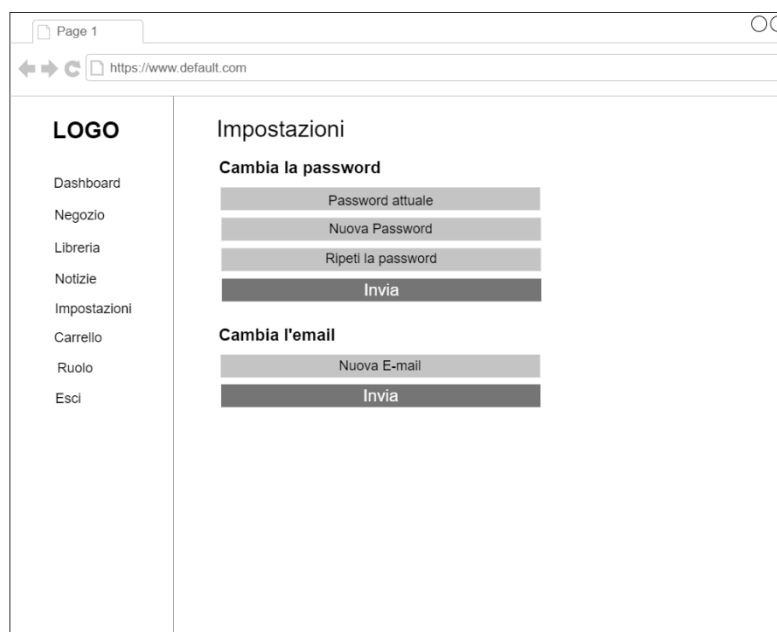 Page 1
https://www.default.com
LOGO
Dashboard
Negozio
Libreria
Notizie
Impostazioni
Carrello
Ruolo
Esci
Impostazioni
Cambia la password
Password attuale
Nuova Password
Ripeti la password
Invia
Cambia l'email
Nuova E-mail
Invia